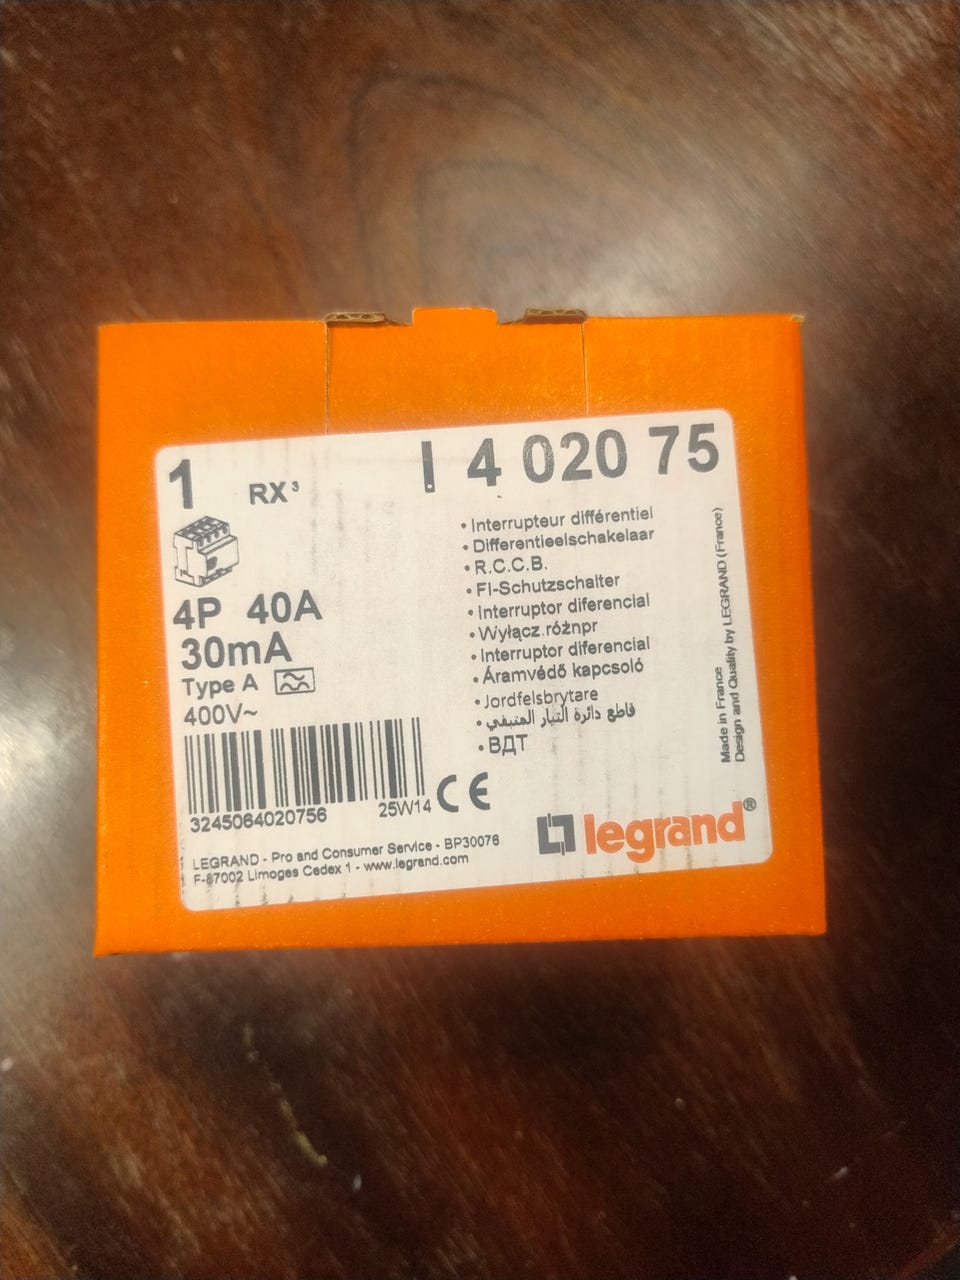 1 RX³ 4 020 75
4P 40A
30mA
Type A
400V~
3245064020756
25W14
CE
LEGRAND - Pro and Consumer Service - BP30076
F-87002 Limoges Cedex 1 - www.legrand.com
• Interrupteur différentiel
• Differentieelschakelaar
• R.C.C.B.
• FI-Schutzschalter
• Interruptor diferencial
• Wyłącz.różnpr
• Interruptor diferencial
• Áramvédő kapcsoló
• Jordfelsbrytare
• قاطع دائرة التيار المتبقي
• ВДТ
legrand®
Made in France
Design and Quality by LEGRAND (France)